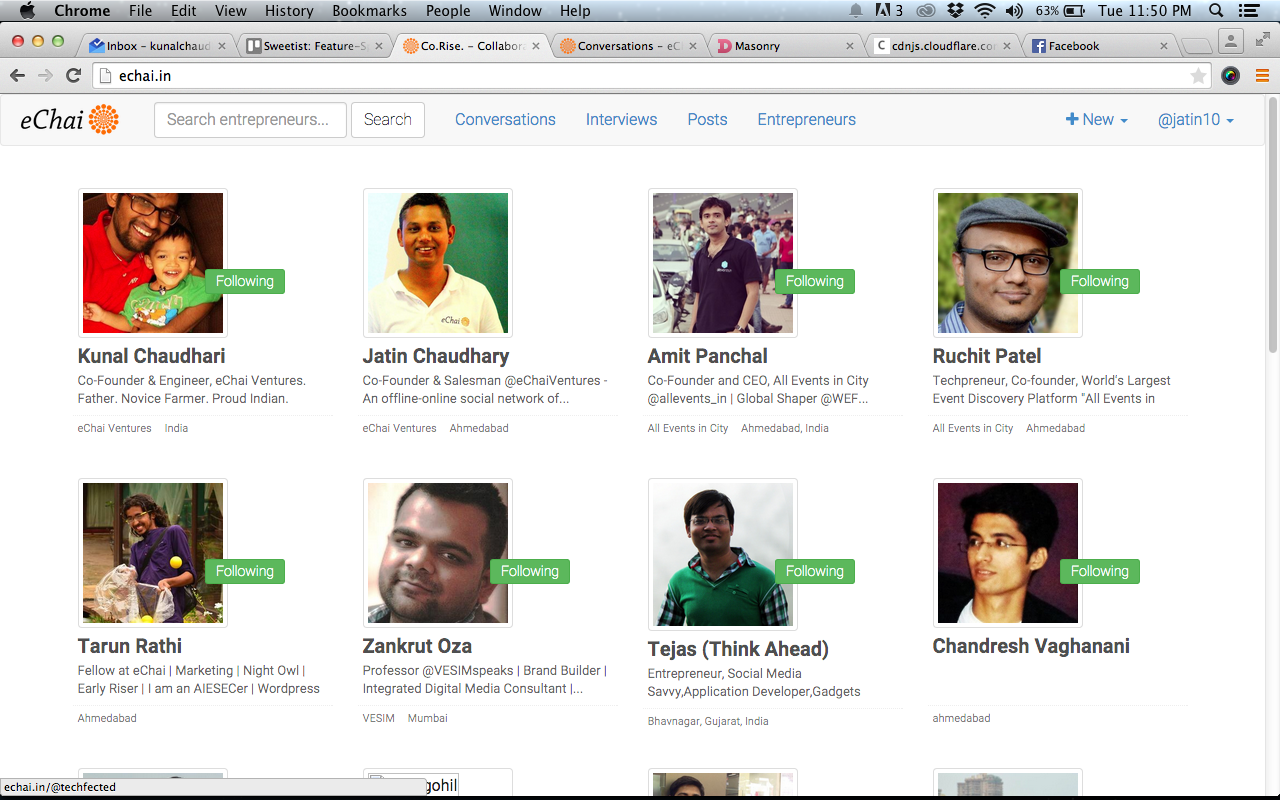 Chrome File Edit View History Bookmarks People Window Help 3 63% Tue 11:50 PM
Inbox – kunalchaud
Sweetist: Feature-S
Co.Rise. – Collabora
Conversations – eC
Masonry
cdnjs.cloudflare.co
Facebook
echai.in
eChai Search entrepreneurs... Search Conversations Interviews Posts Entrepreneurs + New @jatin10
Following
eChai
Following
Following
Kunal Chaudhari
Co-Founder & Engineer, eChai Ventures.
Father. Novice Farmer. Proud Indian.
eChai Ventures India
Jatin Chaudhary
Co-Founder & Salesman @eChaiVentures -
An offline-online social network of...
eChai Ventures Ahmedabad
Amit Panchal
Co-Founder and CEO, All Events in City
@allevents_in | Global Shaper @WEF...
All Events in City Ahmedabad, India
Ruchit Patel
Techpreneur, Co-founder, World's Largest
Event Discovery Platform "All Events in
All Events in City Ahmedabad
Following
Following
Following
Following
Tarun Rathi
Fellow at eChai | Marketing | Night Owl |
Early Riser | I am an AIESECer | Wordpress
Ahmedabad
Zankrut Oza
Professor @VESIMspeaks | Brand Builder |
Integrated Digital Media Consultant |...
VESIM Mumbai
Tejas (Think Ahead)
Entrepreneur, Social Media
Savvy,Application Developer,Gadgets
Bhavnagar, Gujarat, India
Chandresh Vaghanani
ahmedabad
gohil
echai.in/@techfected